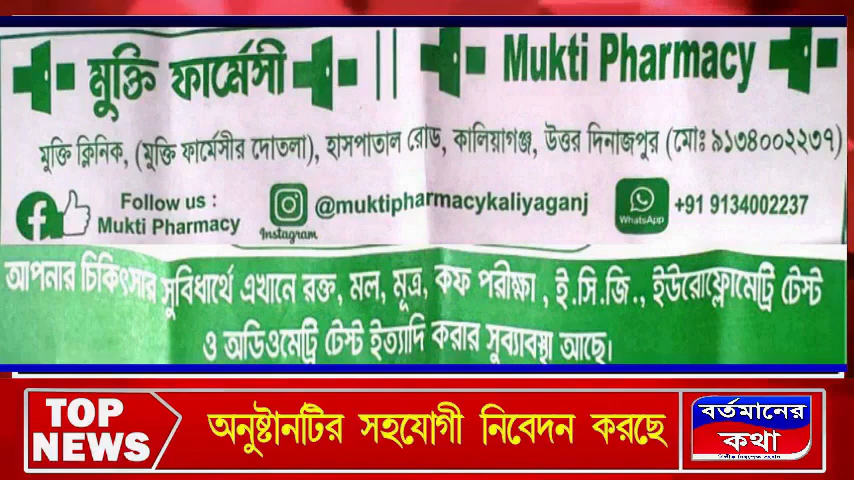 মুক্তি ফার্মেসী || Mukti Pharmacy
মুক্তি ক্লিনিক, (মুক্তি ফার্মেসীর দোতলা), হাসপাতাল রোড, কালিয়াগঞ্জ, উত্তর দিনাজপুর (মোঃ ৯১৩৪০০২২৩৭)
Follow us :
Mukti Pharmacy
Instagram
@muktipharmacykaliyaganj
WhatsApp
+91 9134002237
আপনার চিকিৎসার সুবিধার্থে এখানে রক্ত, মল, মূত্র, কফ পরীক্ষা, ই.সি.জি., ইউরোফ্লোমেট্রি টেস্ট
ও অডিওমেট্রি টেস্ট ইত্যাদি করার সুব্যাবস্থা আছে।
TOP
NEWS
অনুষ্টানটির সহযোগী নিবেদন করছে
বর্তমানের
কথা